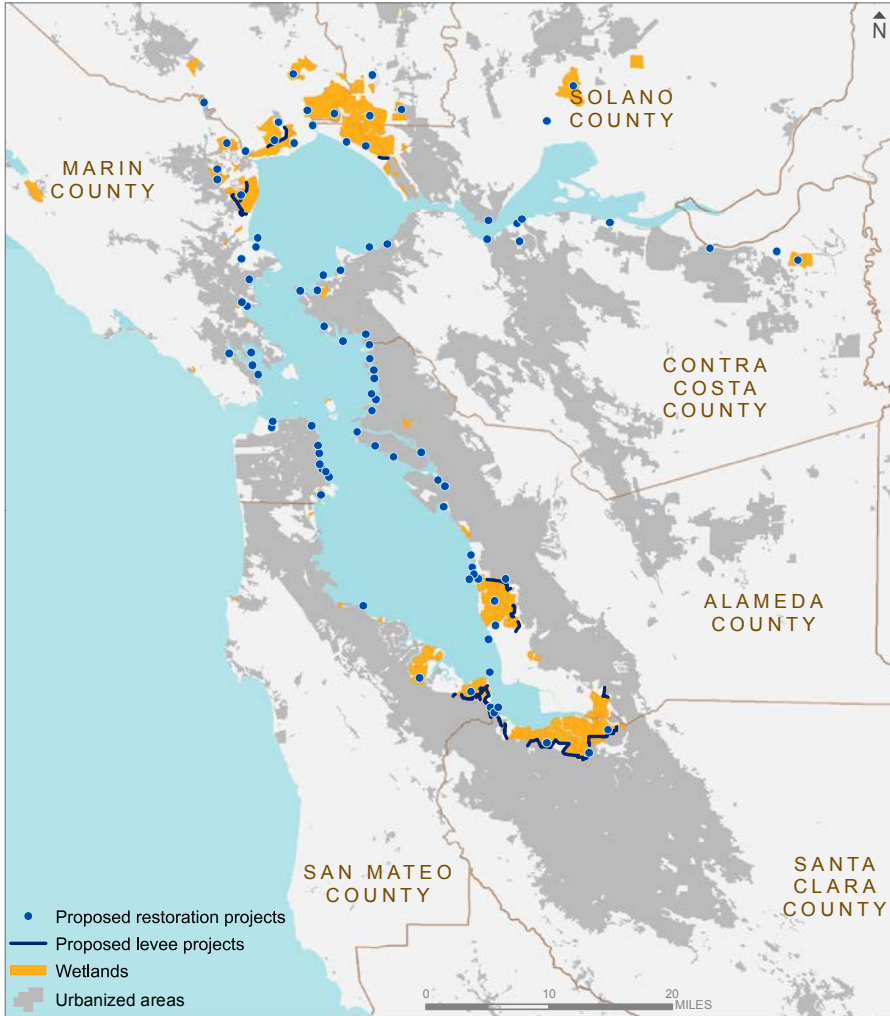 N
SOLANO
COUNTY
MARIN
COUNTY
CONTRA
COSTA
COUNTY
ALAMEDA
COUNTY
SAN MATEO
COUNTY
SANTA
CLARA
COUNTY
Proposed restoration projects
Proposed levee projects
Wetlands
Urbanized areas
0 10 20
MILES